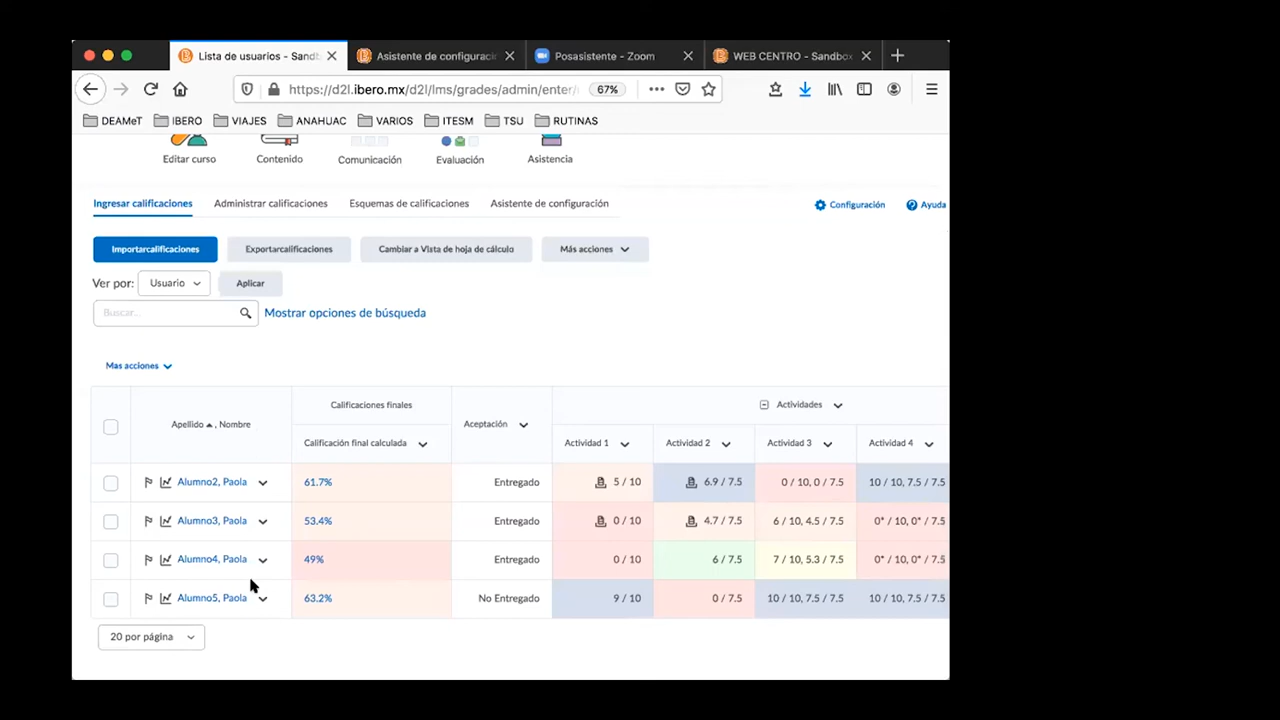 Lista de usuarios - Sandb
Asistente de configuraci
Posasistente - Zoom
WEB CENTRO - Sandbox
https://d2l.ibero.mx/d2l/lms/grades/admin/enter/
67%
DEAMeT IBERO VIAJES ANAHUAC VARIOS ITESM TSU RUTINAS
Editar curso Contenido Comunicación Evaluación Asistencia
Ingresar calificaciones Administrar calificaciones Esquemas de calificaciones Asistente de configuración Configuración Ayuda
Importarcalificaciones Exportarcalificaciones Cambiar a Vista de hoja de cálculo Más acciones
Ver por: Usuario Aplicar
Buscar... Mostrar opciones de búsqueda
Mas acciones
Calificaciones finales Actividades
Apellido , Nombre Aceptación
Calificación final calculada Actividad 1 Actividad 2 Actividad 3 Actividad 4
Alumno2, Paola 61.7% Entregado 5 / 10 6.9 / 7.5 0 / 10, 0 / 7.5 10 / 10, 7.5 / 7.5
Alumno3, Paola 53.4% Entregado 0 / 10 4.7 / 7.5 6 / 10, 4.5 / 7.5 0* / 10, 0* / 7.5
Alumno4, Paola 49% Entregado 0 / 10 6 / 7.5 7 / 10, 5.3 / 7.5 0* / 10, 0* / 7.5
Alumno5, Paola 63.2% No Entregado 9 / 10 0 / 7.5 10 / 10, 7.5 / 7.5 10 / 10, 7.5 / 7.5
20 por página